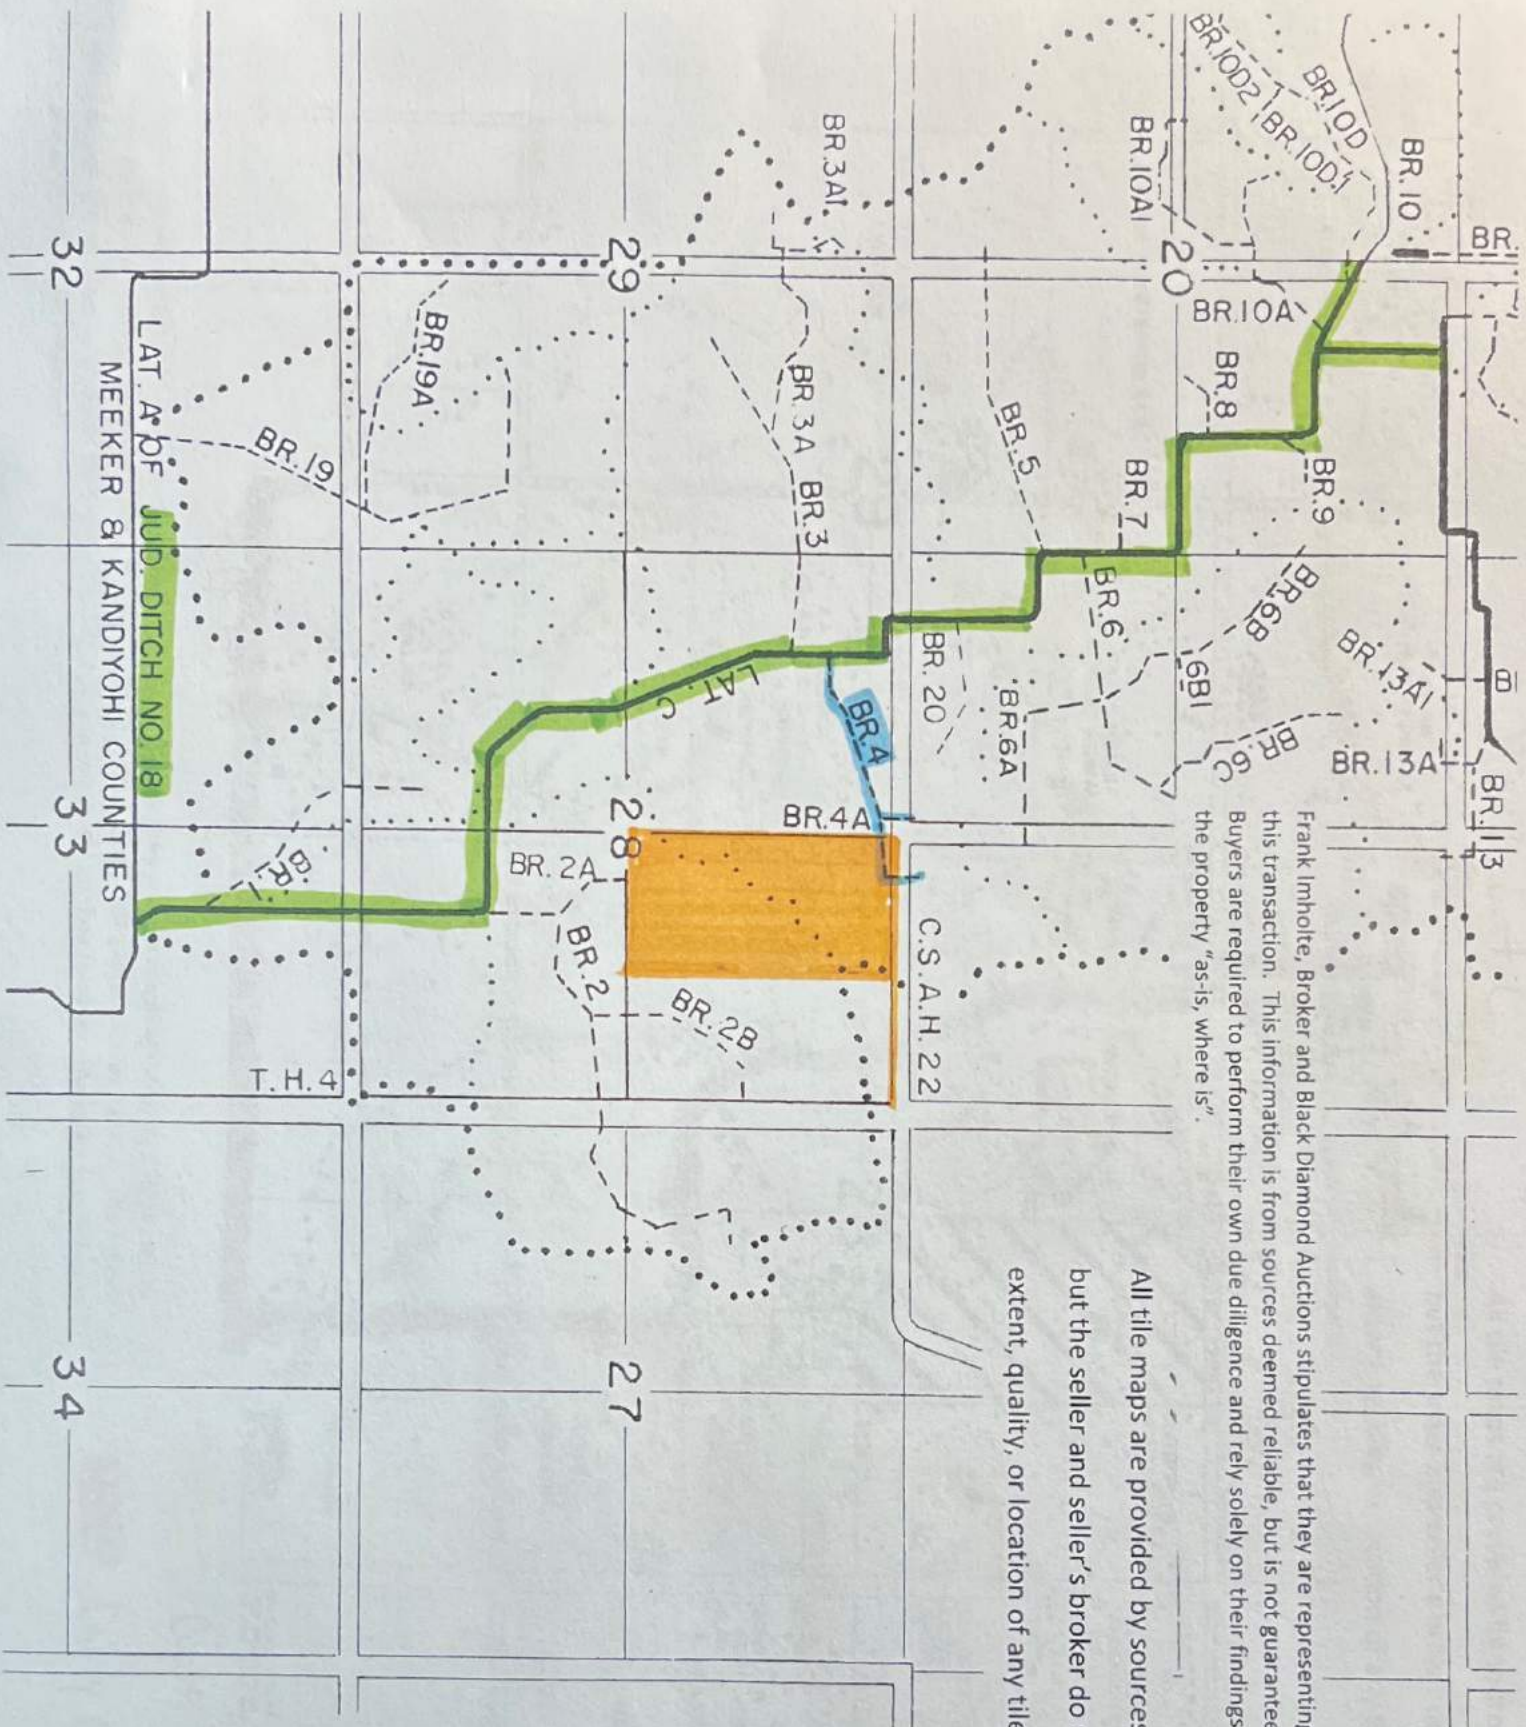 BR.10D2
BR.10D
BR.10D.1
BR.10
BR.
BR.10A1
BR.3A1
20
BR.10A
29
32
BR.8
BR.9
BR.19A
BR.3A
BR.3
BR.5
BR.7
BR.19
BR.6
BR.6B
6B1
BR.13A1
BR.6C
BR.13A
BR.13
BR.20
BR.6A
LAT. C
BR.4
BR.4A
LAT. A OF JUD. DITCH NO. 18
MEEKER & KANDIYOHI COUNTIES
28
33
BR.1
BR. 2A
BR.2
BR.2B
C.S.A.H. 22
T.H.4
27
34
Frank Imholte, Broker and Black Diamond Auctions stipulates that they are representing
this transaction. This information is from sources deemed reliable, but is not guarantee
Buyers are required to perform their own due diligence and rely solely on their findings
the property "as-is, where is".
All tile maps are provided by sources
but the seller and seller's broker do
extent, quality, or location of any tile